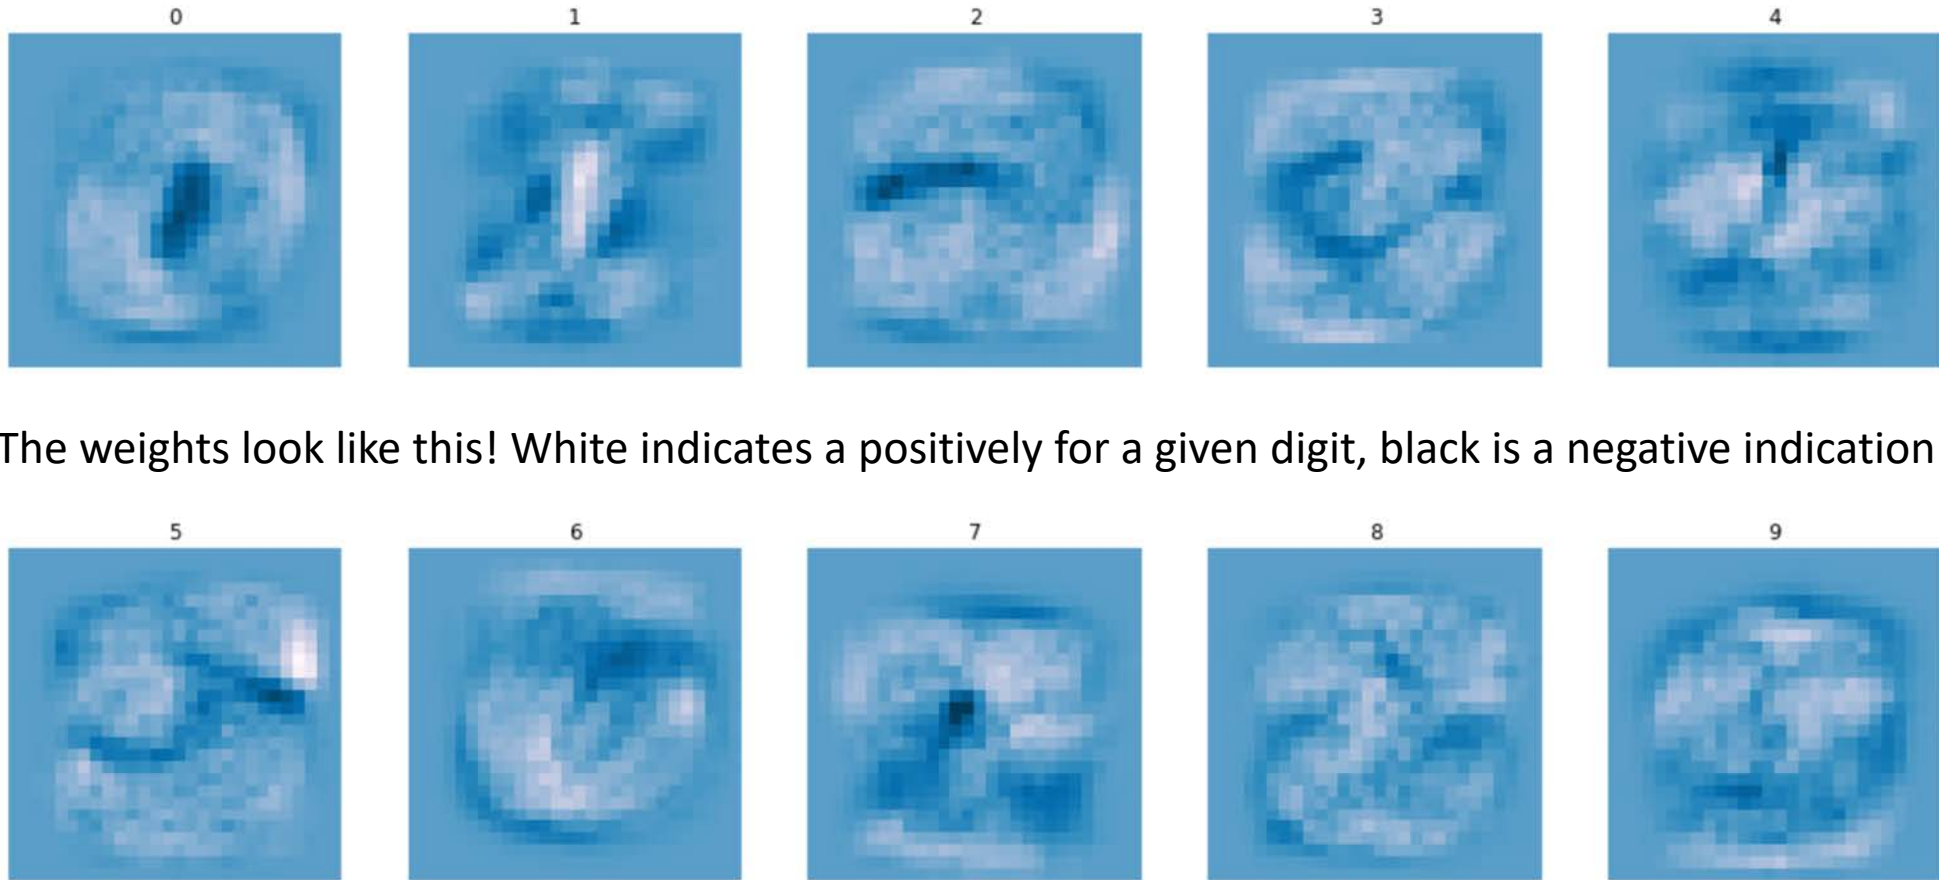 0 1 2 3 4
The weights look like this! White indicates a positively for a given digit, black is a negative indication
5 6 7 8 9